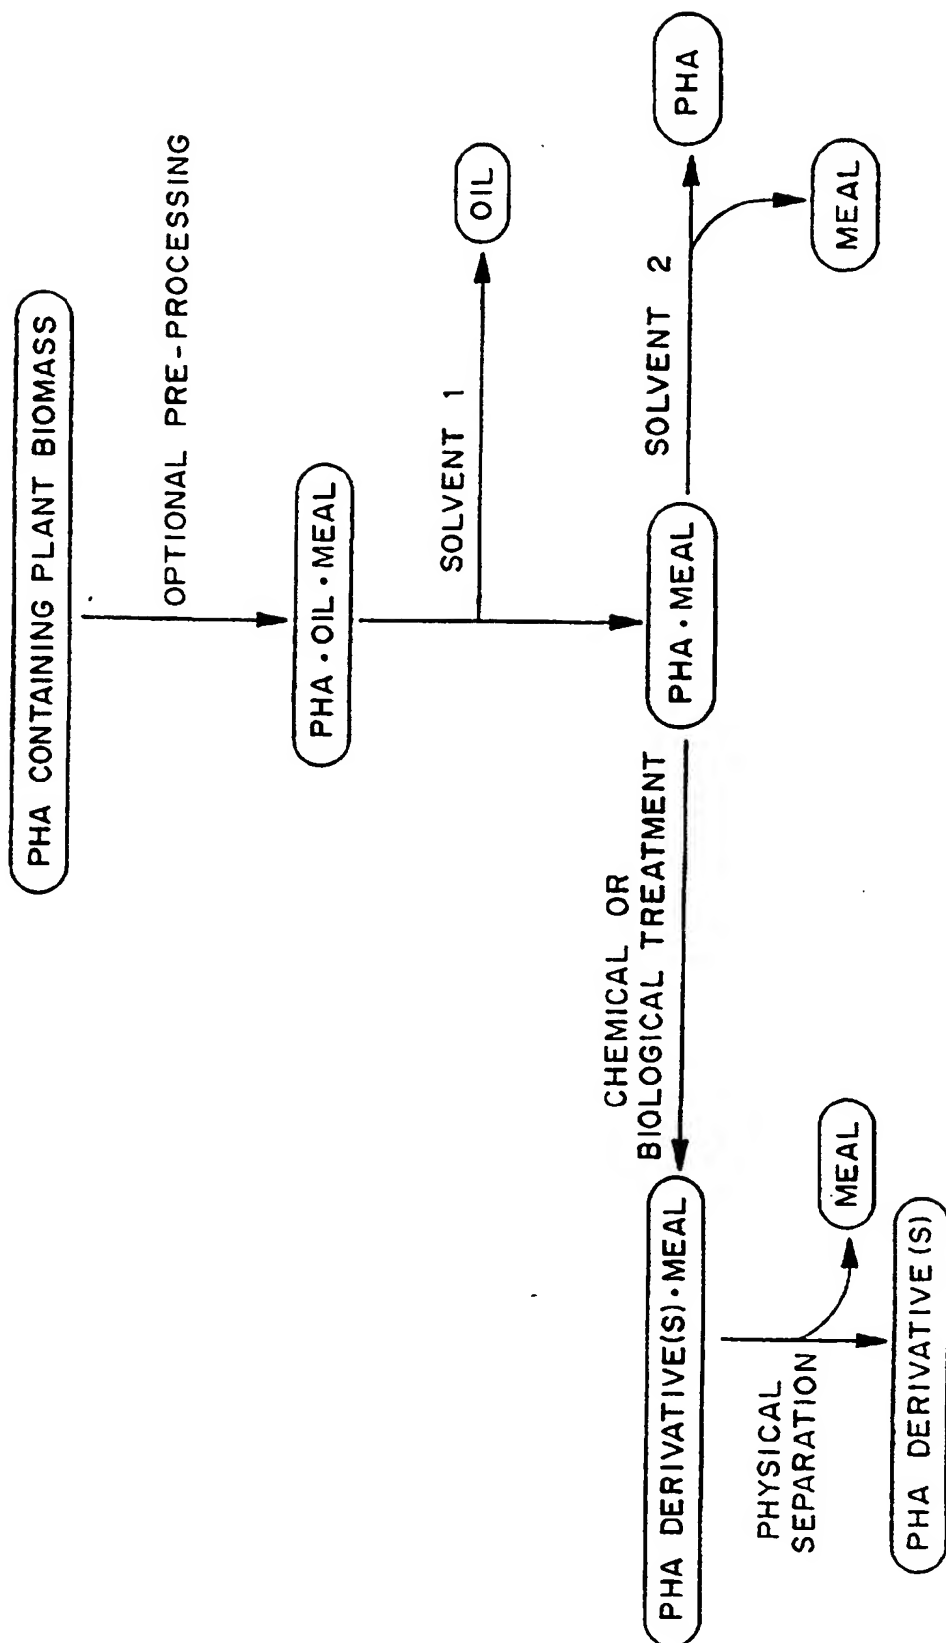 PHA CONTAINING PLANT BIOMASS
OPTIONAL PRE-PROCESSING
PHA·OIL·MEAL
SOLVENT 1
OIL
PHA·MEAL
SOLVENT 2
PHA
MEAL
CHEMICAL OR
BIOLOGICAL TREATMENT
PHA DERIVATIVE(S)·MEAL
PHYSICAL
SEPARATION
MEAL
PHA DERIVATIVE(S)